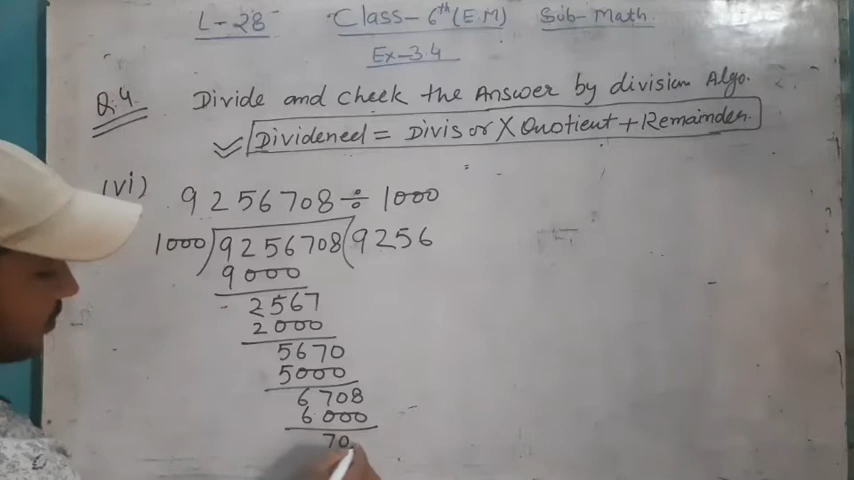 L-28 Class-6th (E.M) Sub-Math.
Ex-3.4
Q.4. Divide and Check the Answer by division Algo.
Divideneel = Divisor X Quotient + Remainder.
(vi) 9256708 ÷ 1000
1000)9256708(9256
9000
- 2567
2000
5670
5000
6708
6000
70